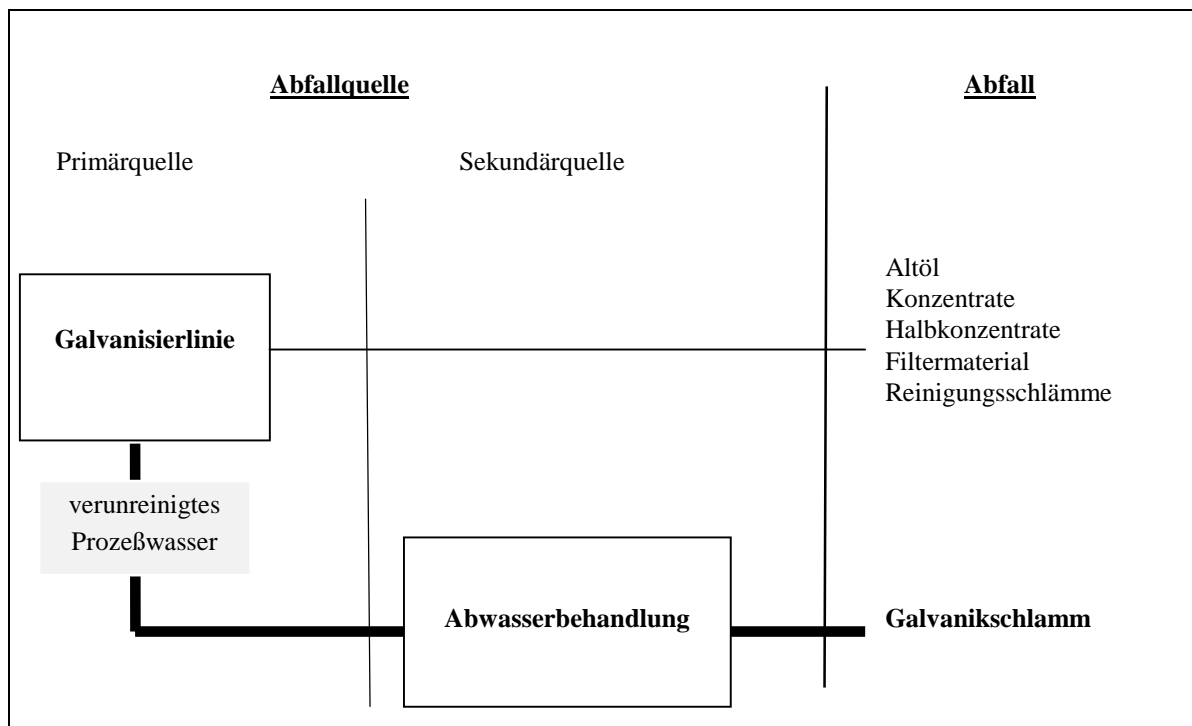 Abfallquelle
Abfall
Primärquelle
Sekundärquelle
Altöl
Konzentrate
Halbkonzentrate
Filtermaterial
Reinigungsschlämme
Galvanisierlinie
verunreinigtes
Prozeßwasser
Abwasserbehandlung
Galvanikschlamm